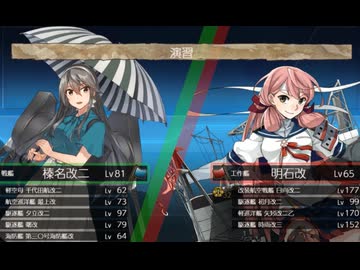 演習
戦艦 榛名改二 Lv81
軽空母 千代田航改二 Lv 62
航空巡洋艦 最上改 Lv 73
駆逐艦 夕立改二 Lv 97
駆逐艦 曙改 Lv 79
海防艦 第三〇号海防艦改 Lv 64
工作艦 明石改 Lv65
改装航空戦艦 日向改二 Lv177
駆逐艦 初月改二 Lv 99
軽巡洋艦 矢矧改二乙 Lv170
駆逐艦 時雨改三 Lv152